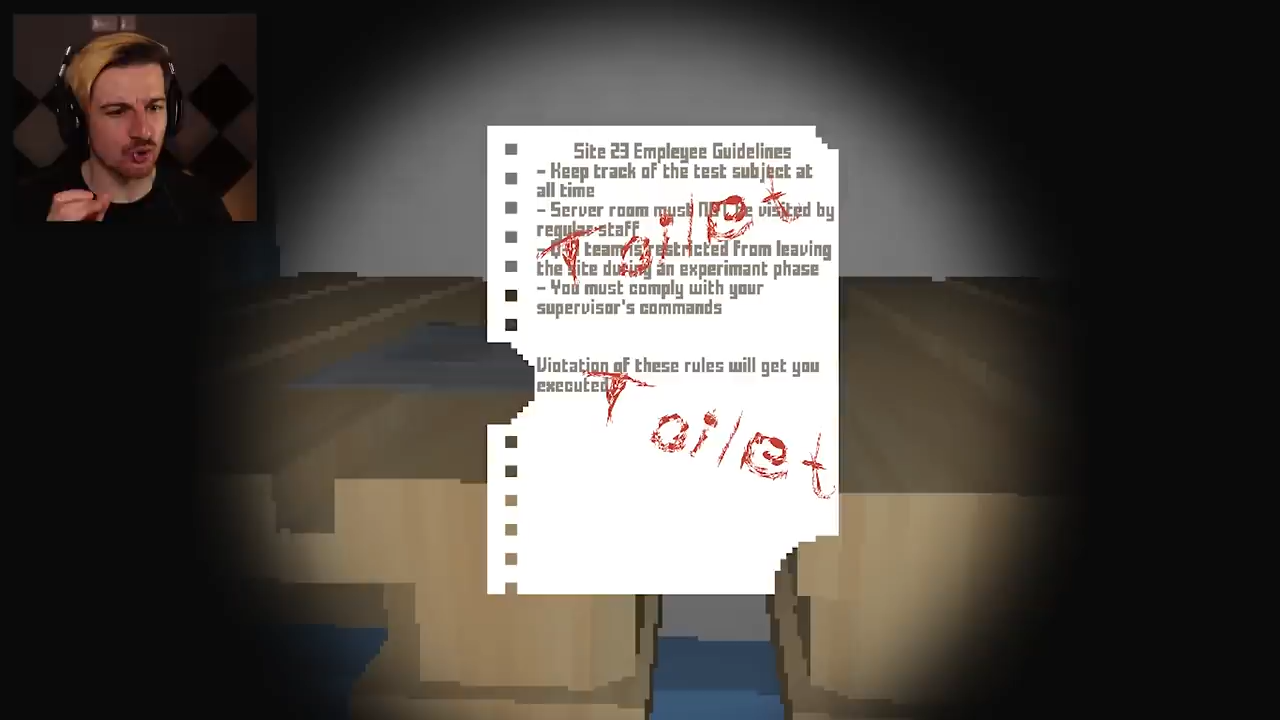 Site 23 Empleyee Guidelines
- Keep track of the test subject at
all time
- Server room must NOT be visited by
regular staff
team is restricted from leaving
the site during an experimant phase
- You must comply with your
supervisor's commands
Toilet
Viotation of these rules will get you
executed.
Toilet